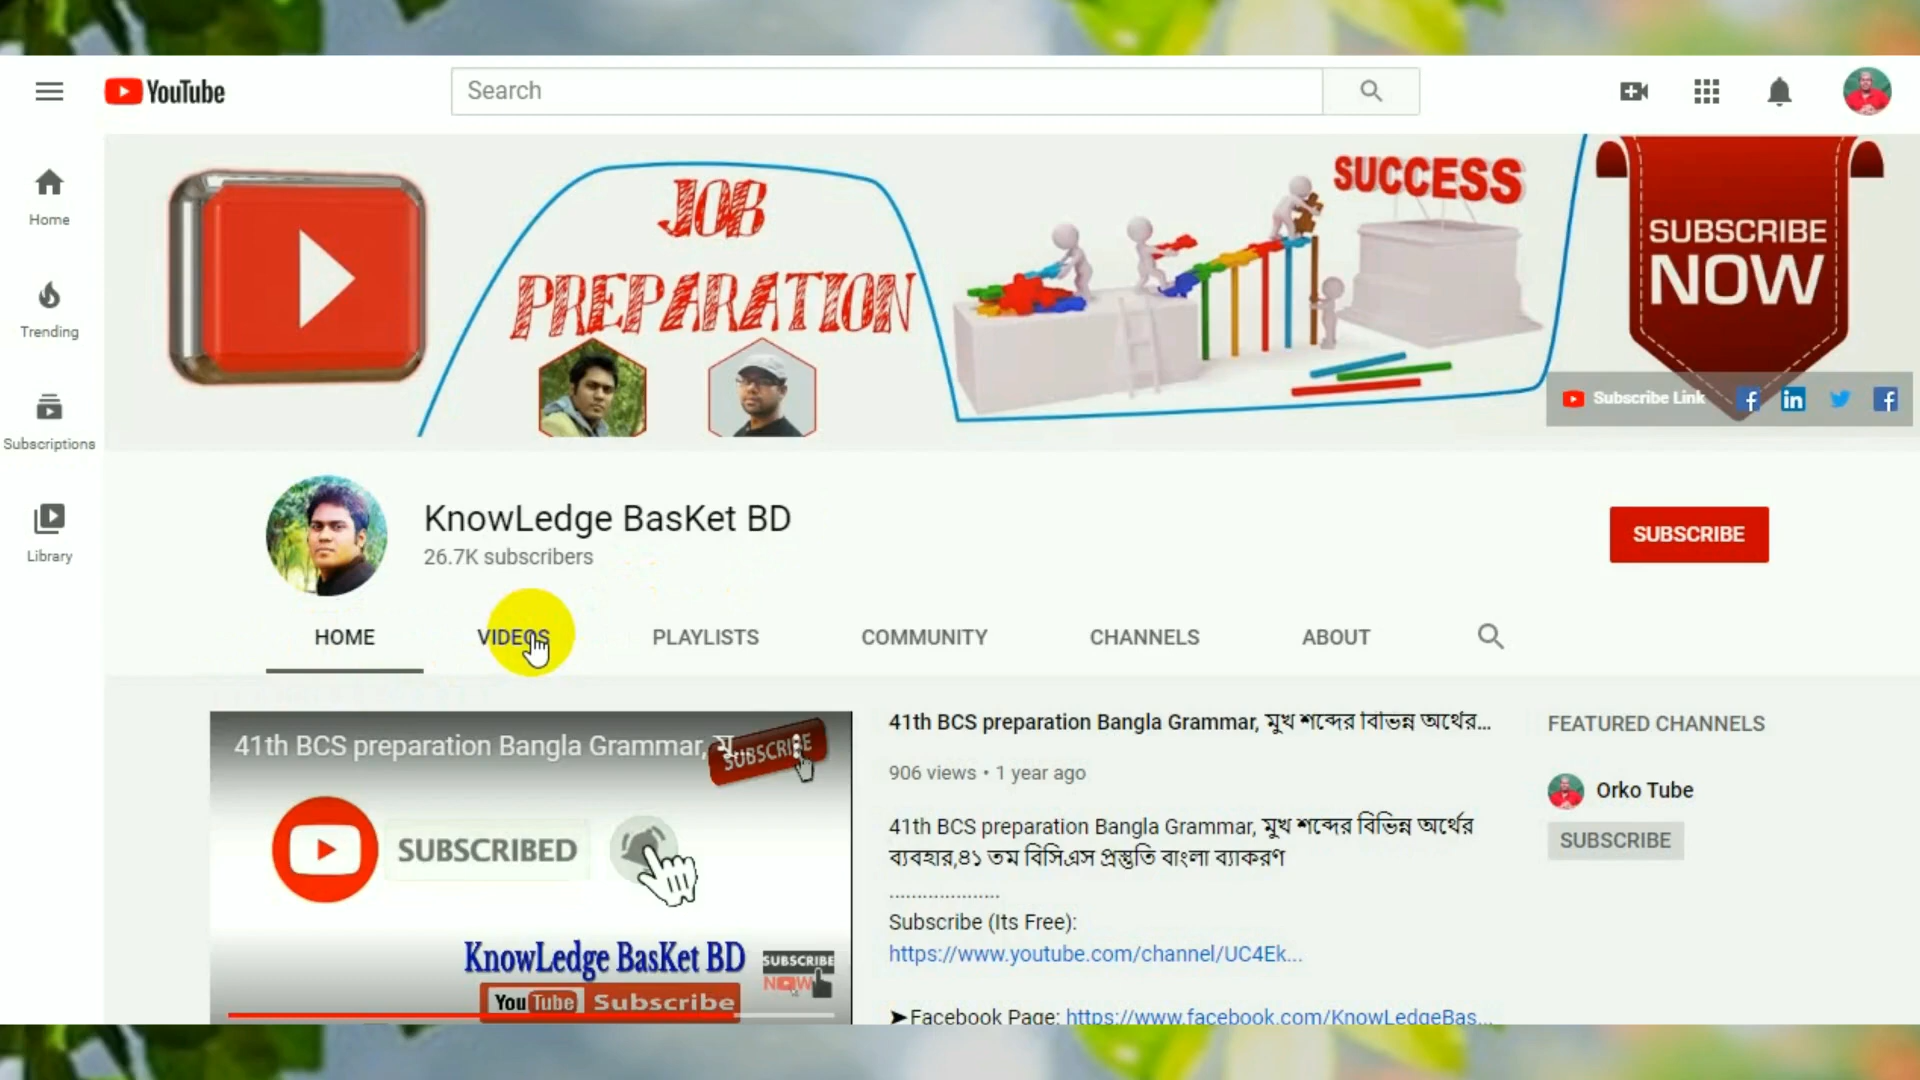 YouTube
Search
Home
Trending
Subscriptions
Library
JOB
PREPARATION
SUCCESS
SUBSCRIBE
NOW
Subscribe Link
KnowLedge BasKet BD
26.7K subscribers
SUBSCRIBE
HOME VIDEOS PLAYLISTS COMMUNITY CHANNELS ABOUT
41th BCS preparation Bangla Grammar, মু...
SUBSCRIBE
SUBSCRIBED
KnowLedge BasKet BD
SUBSCRIBE
NOW
YouTube Subscribe
41th BCS preparation Bangla Grammar, মুখ শব্দের বিভিন্ন অর্থের...
906 views • 1 year ago
41th BCS preparation Bangla Grammar, মুখ শব্দের বিভিন্ন অর্থের
ব্যবহার,৪১ তম বিসিএস প্রস্তুতি বাংলা ব্যাকরণ
.....................
Subscribe (Its Free):
https://www.youtube.com/channel/UC4Ek...
➤Facebook Page: https://www.facebook.com/KnowLedgeBas...
FEATURED CHANNELS
Orko Tube
SUBSCRIBE